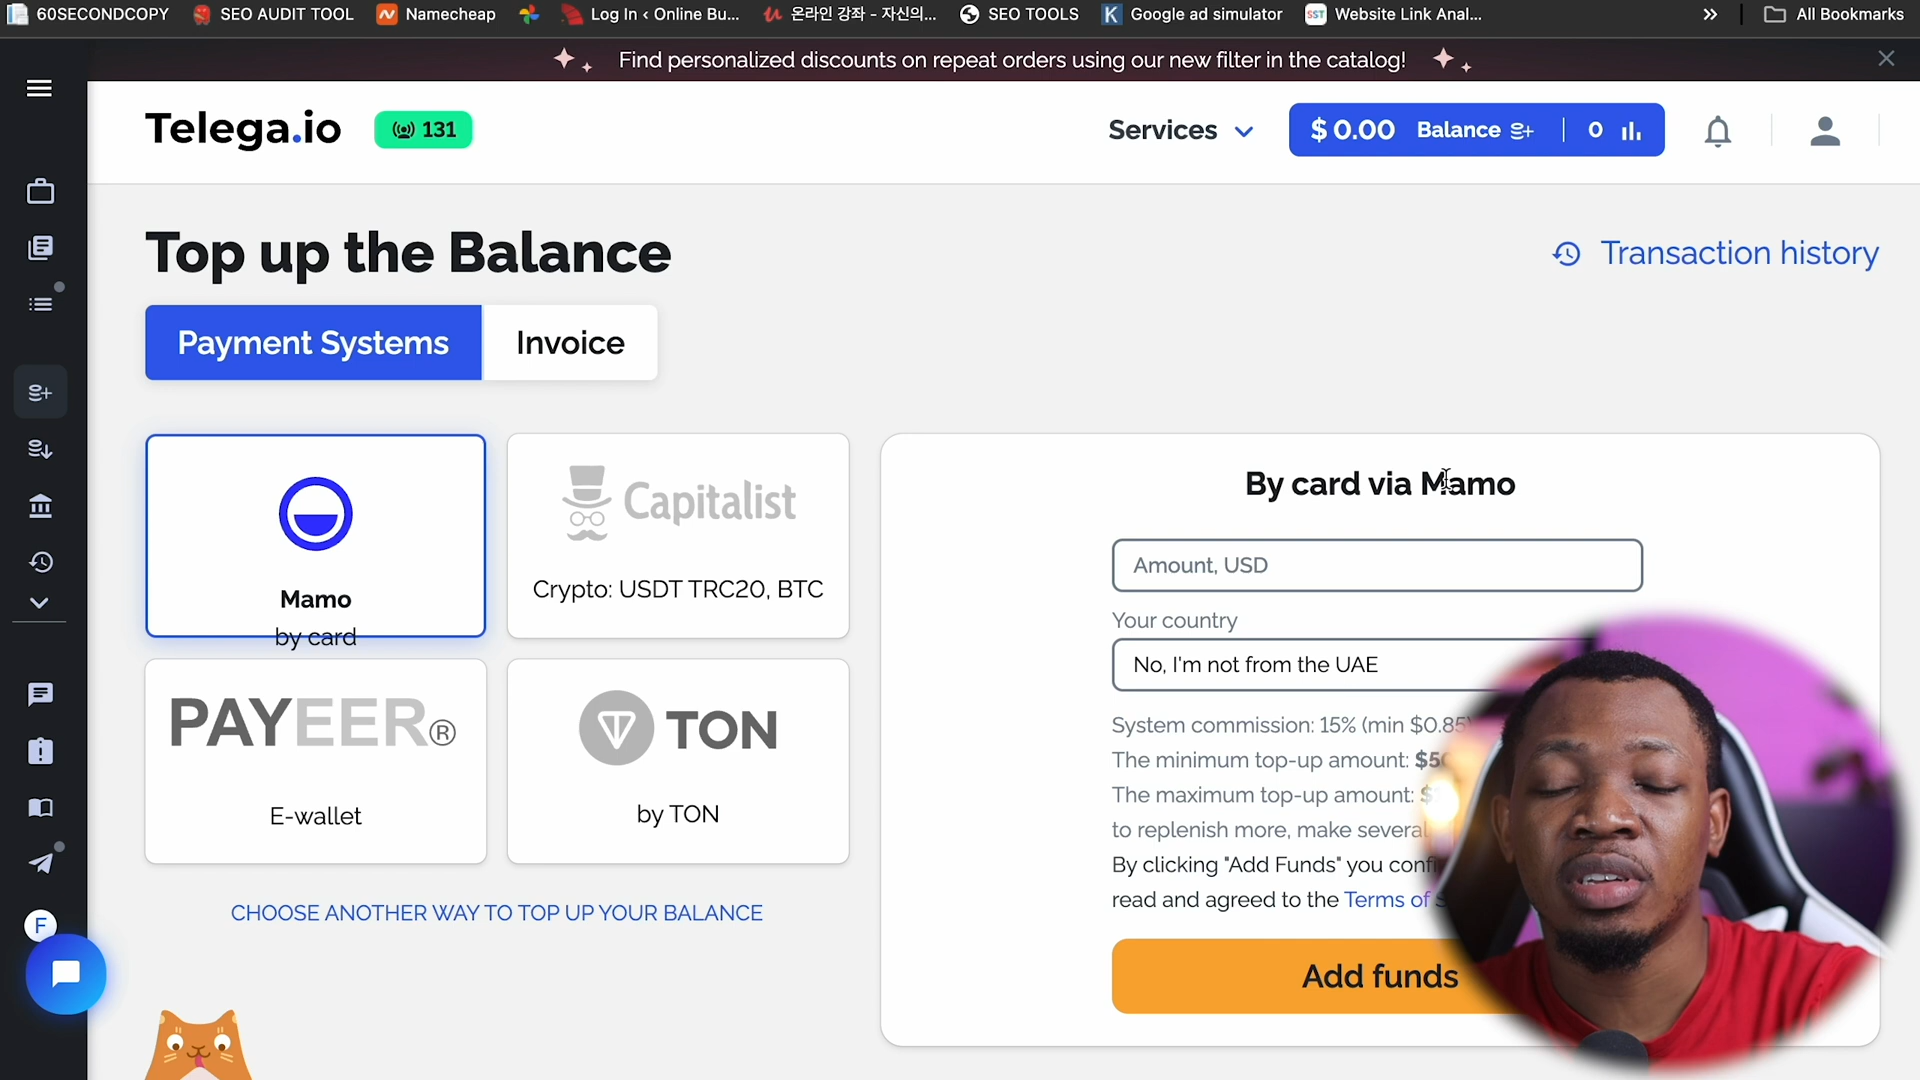 60SECONDCOPY SEO AUDIT TOOL Namecheap Log In ‹ Online Bu... 온라인 강좌 - 자신의... SEO TOOLS Google ad simulator SST Website Link Anal... » All Bookmarks
Find personalized discounts on repeat orders using our new filter in the catalog!
Telega.io 131 Services $ 0.00 Balance 0
Top up the Balance
Transaction history
Payment Systems Invoice
Mamo
by card
Capitalist
Crypto: USDT TRC20, BTC
PAYEER®
E-wallet
TON
by TON
CHOOSE ANOTHER WAY TO TOP UP YOUR BALANCE
By card via Mamo
Amount, USD
Your country
No, I'm not from the UAE
System commission: 15% (min $0.85)
The minimum top-up amount:
The maximum top-up amount:
to replenish more, make several
By clicking "Add Funds" you
read and agreed to the Terms of
Add funds
F